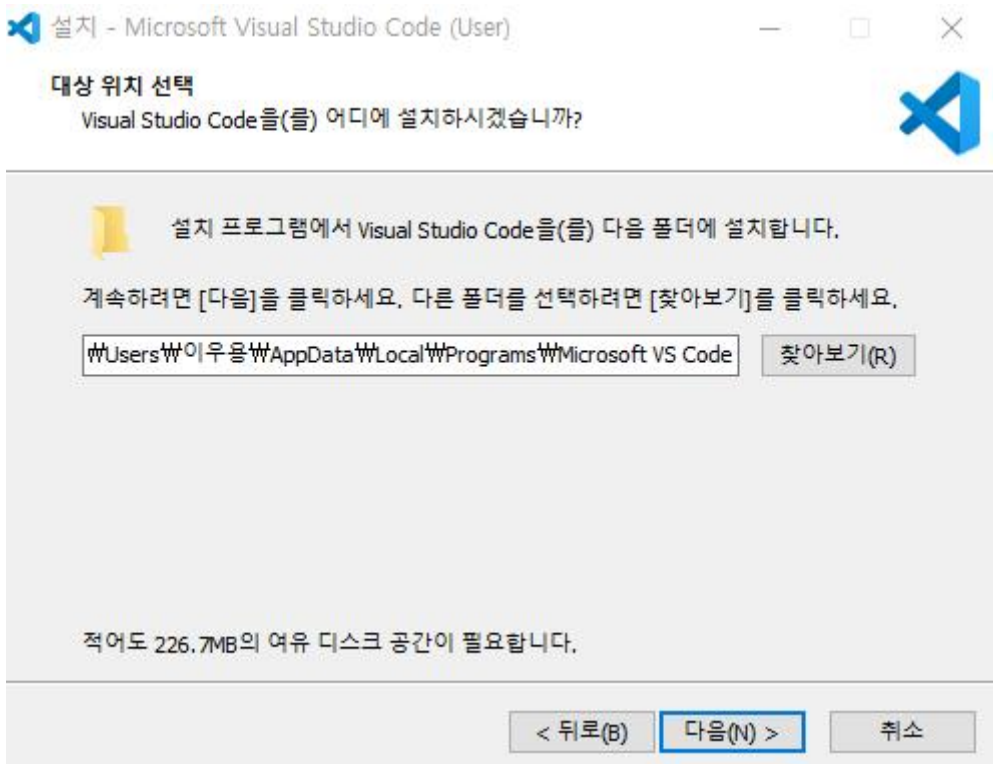 설치 - Microsoft Visual Studio Code (User)
대상 위치 선택
Visual Studio Code을(를) 어디에 설치하시겠습니까?
설치 프로그램에서 Visual Studio Code을(를) 다음 폴더에 설치합니다.
계속하려면 [다음]을 클릭하세요. 다른 폴더를 선택하려면 [찾아보기]를 클릭하세요.
₩Users₩이우용₩AppData₩Local₩Programs₩Microsoft VS Code 찾아보기(R)
적어도 226.7MB의 여유 디스크 공간이 필요합니다.
< 뒤로(B) 다음(N) > 취소